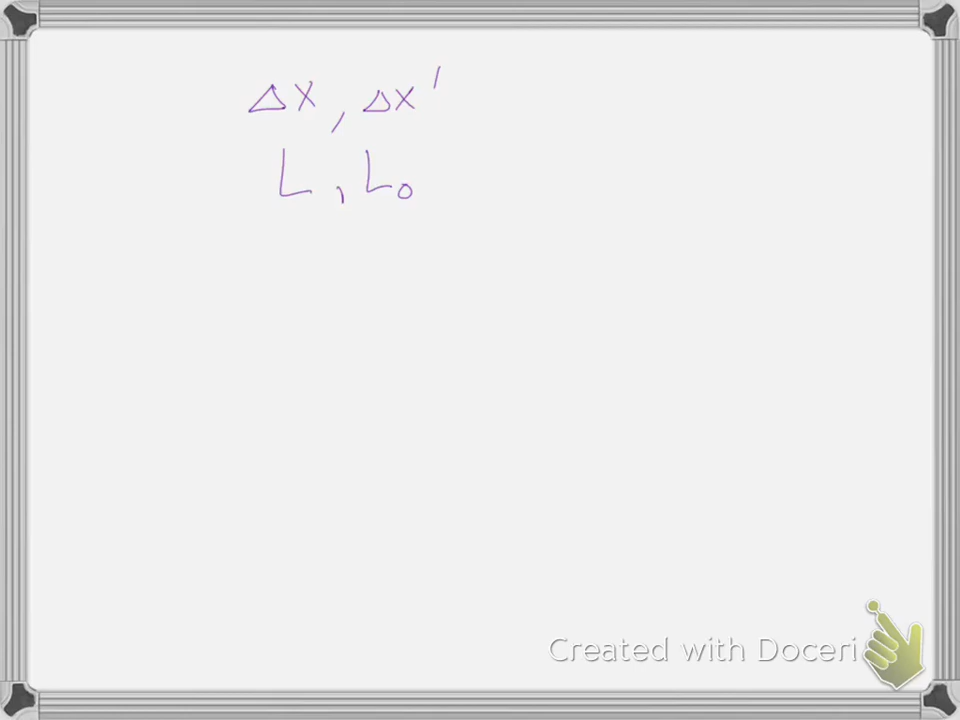 Δx, Δx'
L, L₀
Created with Doceri